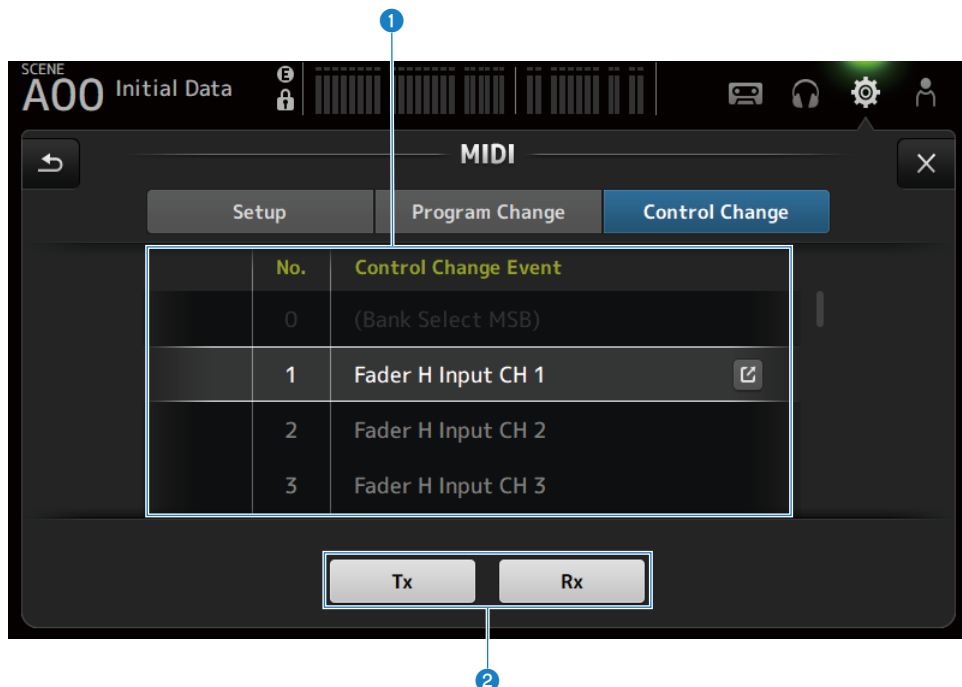 1
SCENE
A00 Initial Data
E
MIDI
Setup Program Change Control Change
No. Control Change Event
0 (Bank Select MSB)
1 Fader H Input CH 1
2 Fader H Input CH 2
3 Fader H Input CH 3
Tx Rx
2